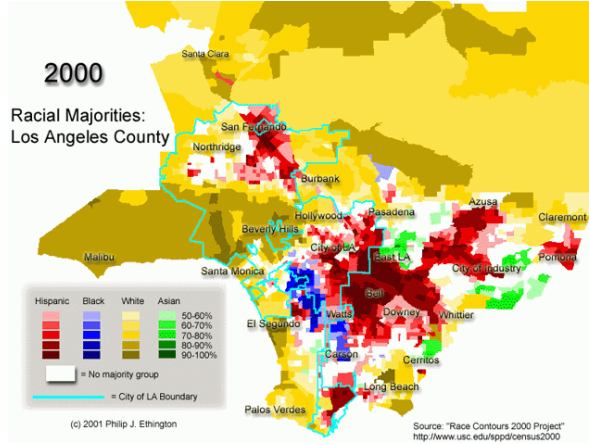 2000
Racial Majorities:
Los Angeles County
Santa Clara
San Fernando
Northridge
Burbank
Hollywood
Pasadena
Azusa
Claremont
Beverly Hills
City of LA
East LA
City of Industry
Pomona
Malibu
Santa Monica
Bell
El Segundo
Watts
Downey
Whittier
Carson
Cerritos
Long Beach
Palos Verdes
Hispanic Black White Asian
50-60%
60-70%
70-80%
80-90%
90-100%
= No majority group
= City of LA Boundary
(c) 2001 Philip J. Ethington
Source: "Race Contours 2000 Project"
http://www.usc.edu/sppd/census2000